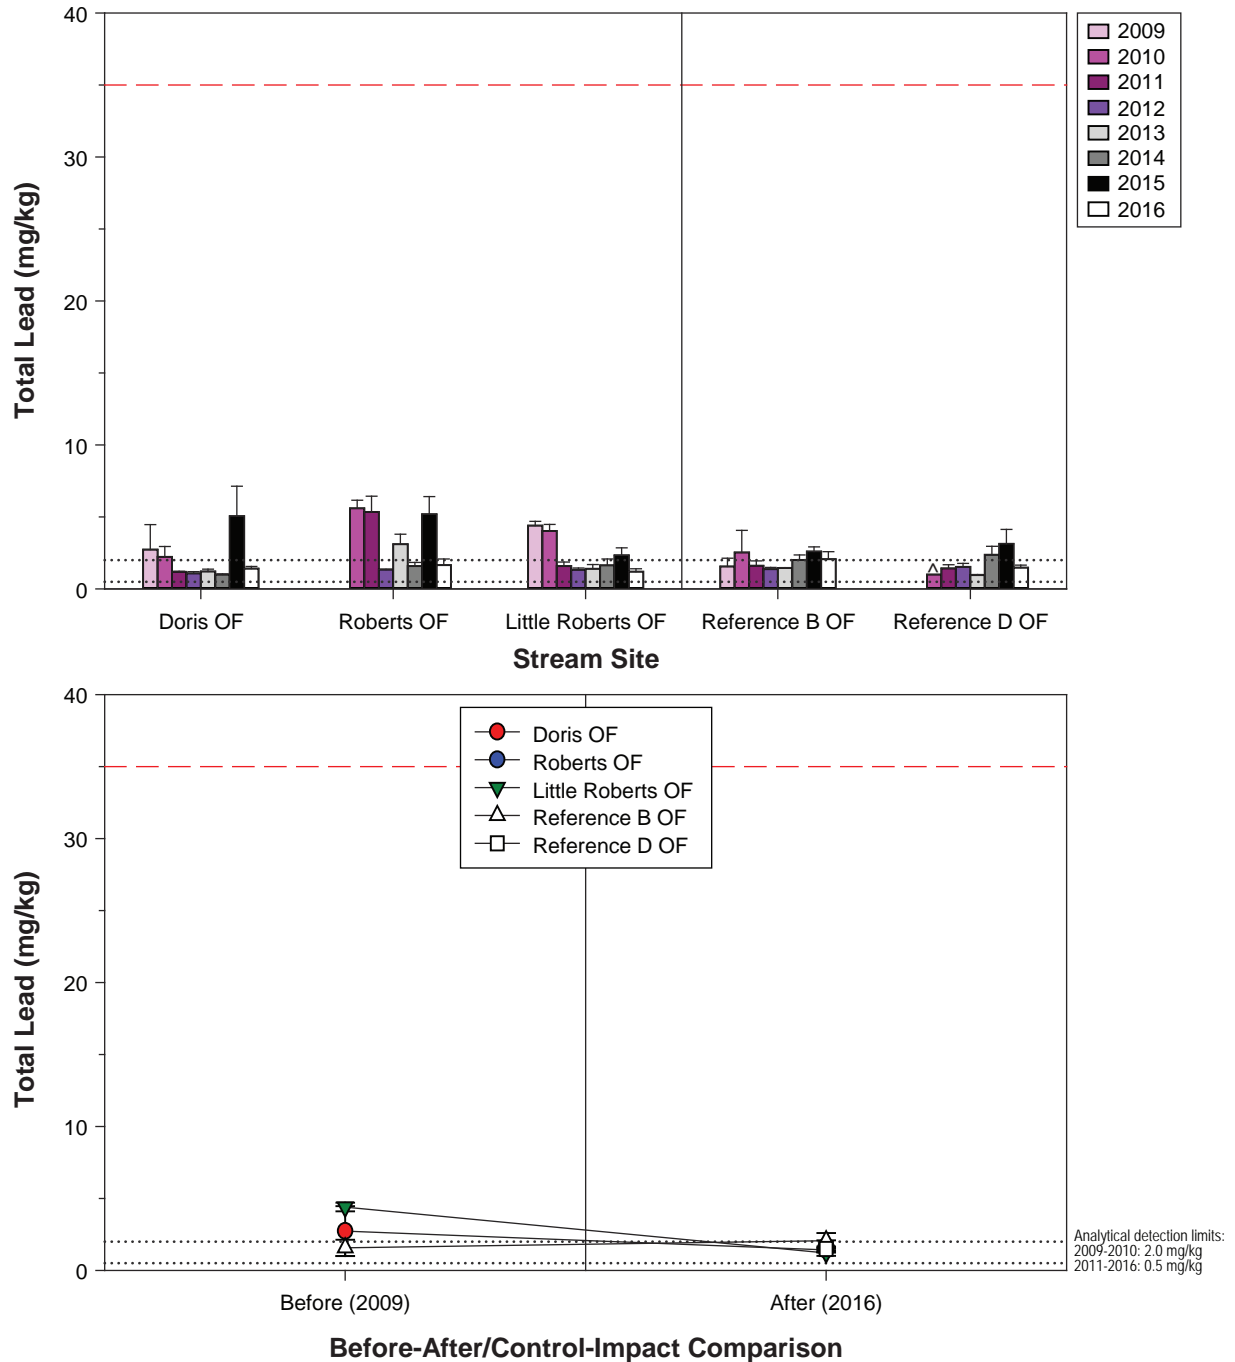 40
30
20
10
0
Total Lead (mg/kg)
2009
2010
2011
2012
2013
2014
2015
2016
^
Doris OF
Roberts OF
Little Roberts OF
Reference B OF
Reference D OF
Stream Site
40
30
20
10
0
Total Lead (mg/kg)
Doris OF
Roberts OF
Little Roberts OF
Reference B OF
Reference D OF
Analytical detection limits:
2009-2010: 2.0 mg/kg
2011-2016: 0.5 mg/kg
Before (2009)
After (2016)
Before-After/Control-Impact Comparison